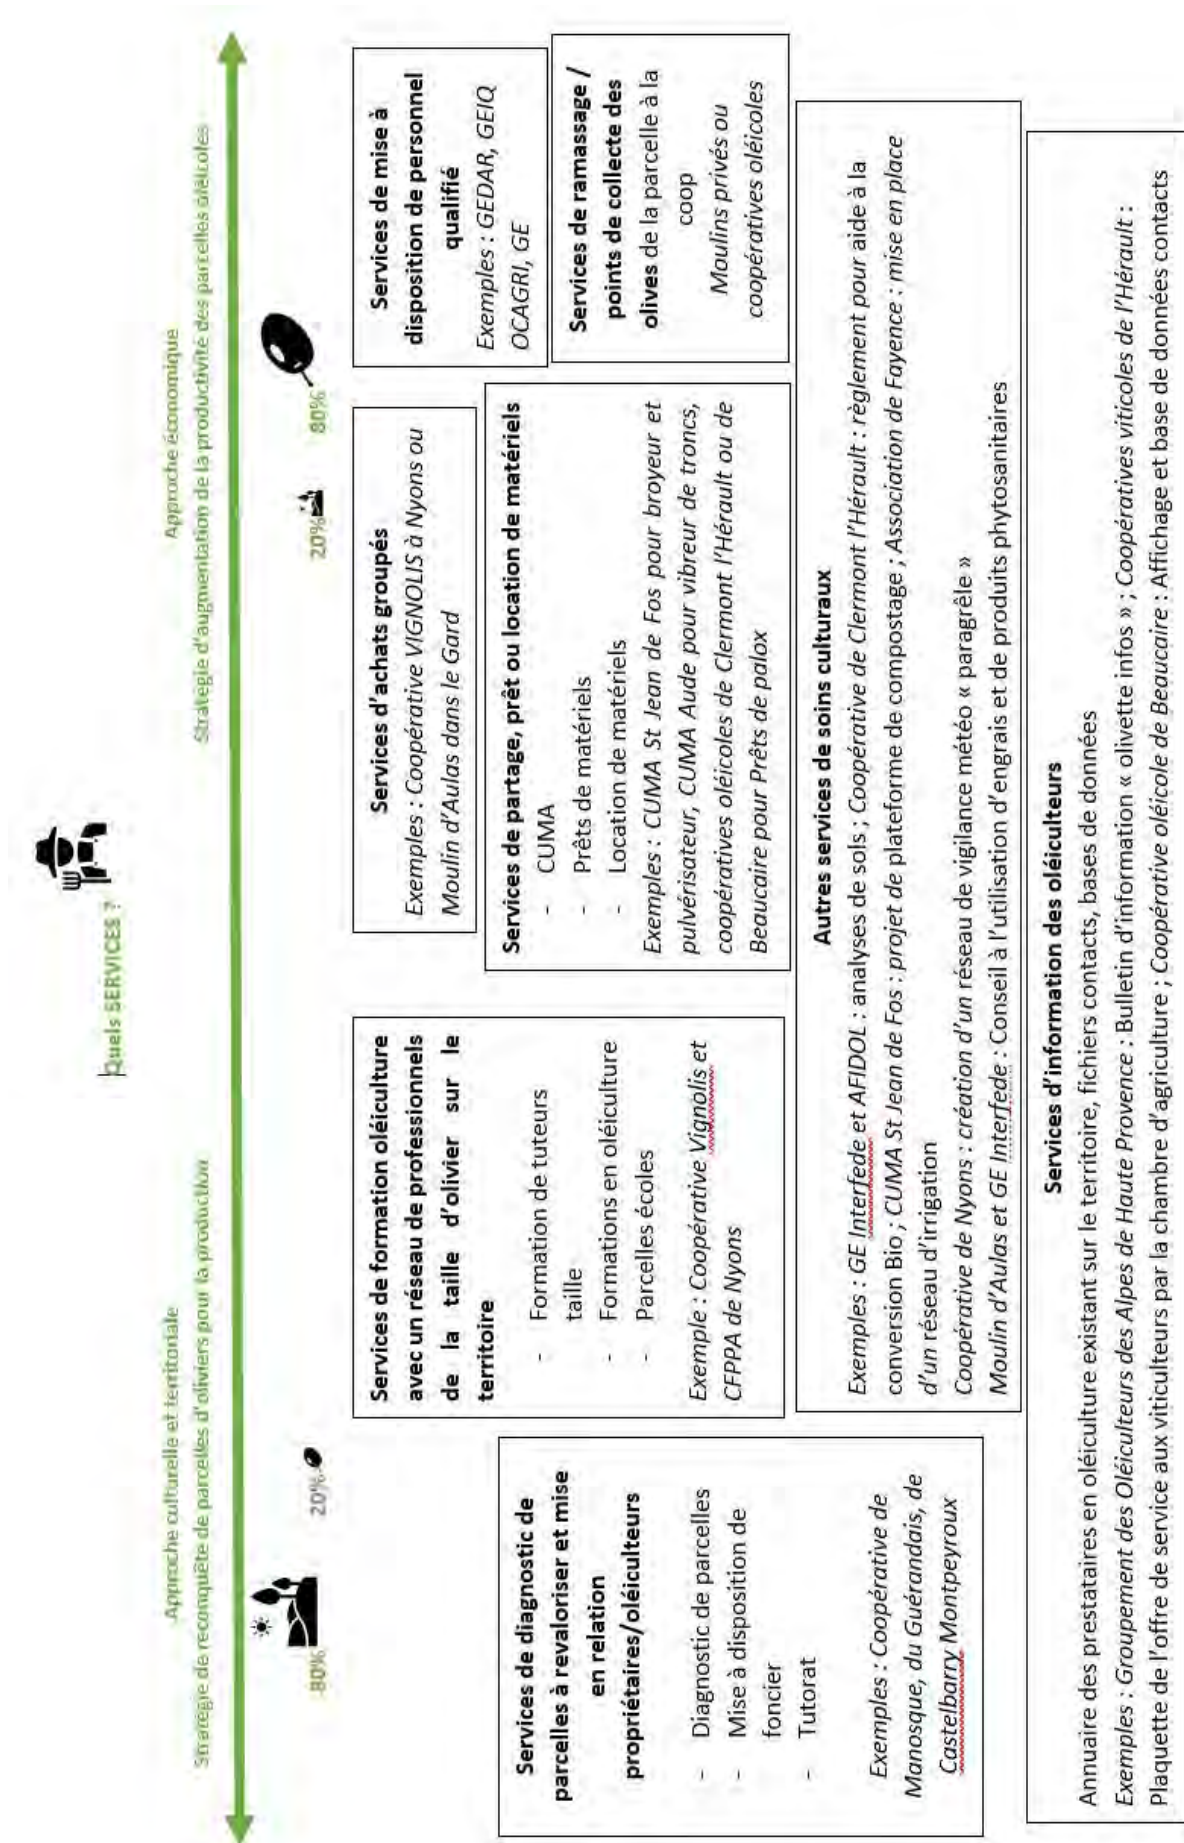 Quels SERVICES ?
Approche culturelle et territoriale
Stratégie de reconquête de parcelles d'oliviers pour la production
Approche économique
Stratégie d'augmentation de la productivité des parcelles oléicoles
80%
20%
20%
80%
Services de diagnostic de
parcelles à revaloriser et mise
en relation
propriétaires/oléiculteurs
- Diagnostic de parcelles
- Mise à disposition de
foncier
- Tutorat
Exemples : Coopérative de
Manosque, du Guérandais, de
Castelbarry Montpeyroux
Services de formation oléiculture
avec un réseau de professionnels
de la taille d'olivier sur le
territoire
- Formation de tuteurs
taille
- Formations en oléiculture
- Parcelles écoles
Exemple : Coopérative Vignolis et
CFPPA de Nyons
Services d'achats groupés
Exemples : Coopérative VIGNOLIS à Nyons ou
Moulin d'Aulas dans le Gard
Services de partage, prêt ou location de matériels
- CUMA
- Prêts de matériels
- Location de matériels
Exemples : CUMA St Jean de Fos pour broyeur et
pulvérisateur, CUMA Aude pour vibreur de troncs,
coopératives oléicoles de Clermont l'Hérault ou de
Beaucaire pour Prêts de palox
Services de mise à
disposition de personnel
qualifié
Exemples : GEDAR, GEIQ
OCAGRI, GE
Services de ramassage /
points de collecte des
olives de la parcelle à la
coop
Moulins privés ou
coopératives oléicoles
Autres services de soins culturaux
Exemples : GE Interfede et AFIDOL : analyses de sols ; Coopérative de Clermont l'Hérault : règlement pour aide à la
conversion Bio ; CUMA St Jean de Fos : projet de plateforme de compostage ; Association de Fayence : mise en place
d'un réseau d'irrigation
Coopérative de Nyons : création d'un réseau de vigilance météo « paragrêle »
Moulin d'Aulas et GE Interfede : Conseil à l'utilisation d'engrais et de produits phytosanitaires
Services d'information des oléiculteurs
Annuaire des prestataires en oléiculture existant sur le territoire, fichiers contacts, bases de données
Exemples : Groupement des Oléiculteurs des Alpes de Haute Provence : Bulletin d'information « olivette infos » ; Coopératives viticoles de l'Hérault :
Plaquette de l'offre de service aux viticulteurs par la chambre d'agriculture ; Coopérative oléicole de Beaucaire : Affichage et base de données contacts